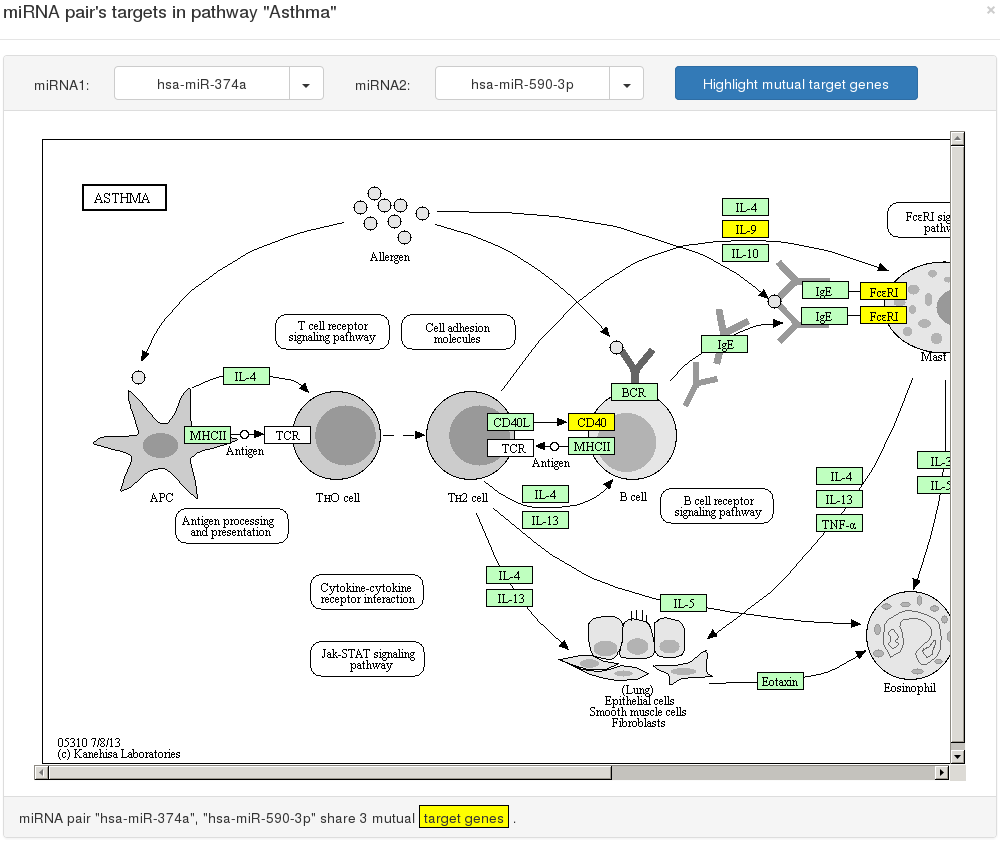 miRNA pair's targets in pathway "Asthma"
×
miRNA1:
hsa-miR-374a
miRNA2:
hsa-miR-590-3p
Highlight mutual target genes
ASTHMA
Allergen
IL-4
IL-9
IL-10
FcεRI sig
pathw
IgE
FcεRI
IgE
FcεRI
IgE
Mast
T cell receptor
signaling pathway
Cell adhesion
molecules
IL-4
BCR
MHCII
Antigen
TCR
CD40L
CD40
TCR
Antigen
MHCII
APC
TH0 cell
TH2 cell
B cell
IL-4
IL-13
B cell receptor
signaling pathway
IL-4
IL-13
TNF-α
IL-3
IL-5
Antigen processing
and presentation
IL-4
IL-13
Cytokine-cytokine
receptor interaction
IL-5
Jak-STAT signaling
pathway
(Lung)
Epithelial cells
Smooth muscle cells
Fibroblasts
Eotaxin
Eosinophil
05310 7/8/13
(c) Kanehisa Laboratories
miRNA pair "hsa-miR-374a", "hsa-miR-590-3p" share 3 mutual target genes .